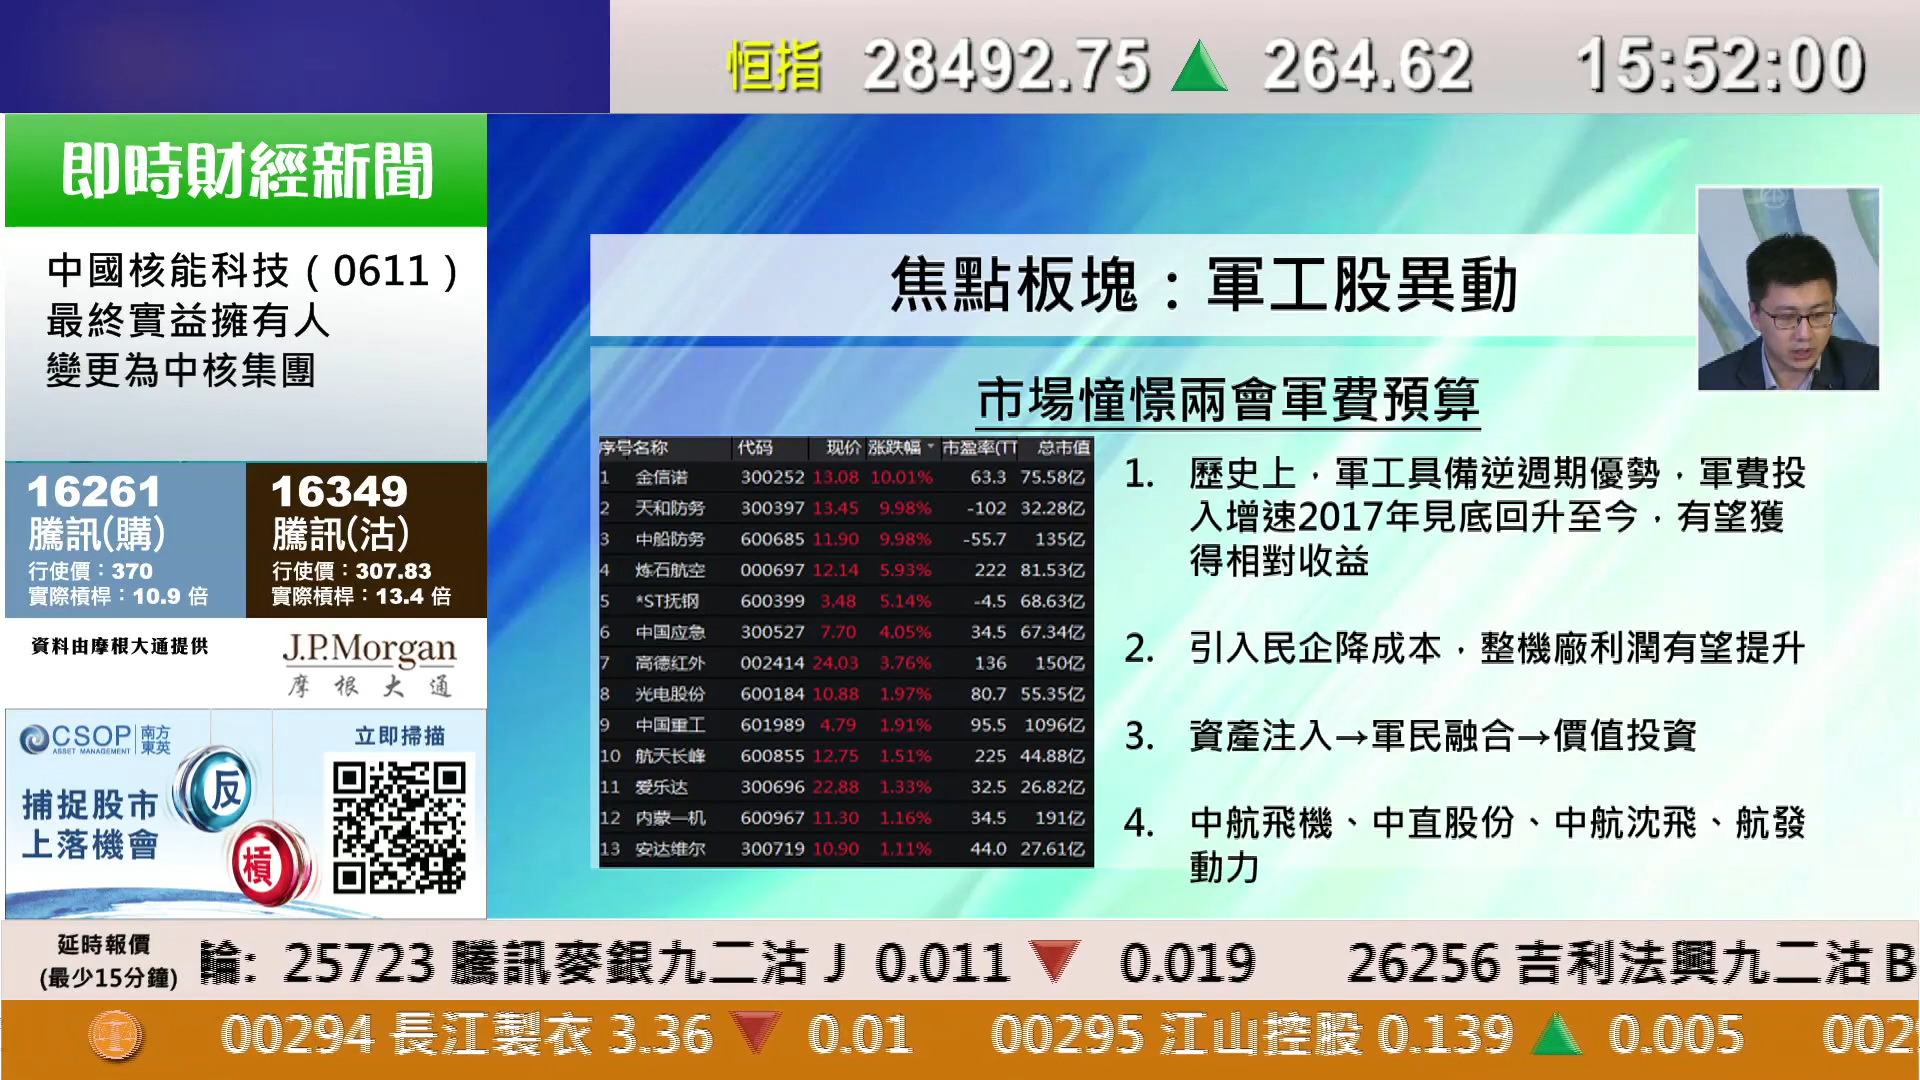 恒指 28492.75 264.62 15:52:00
即時財經新聞
中國核能科技（0611）
最終實益擁有人
變更為中核集團
16261
騰訊(購)
行使價：370
實際槓桿：10.9 倍
16349
騰訊(沽)
行使價：307.83
實際槓桿：13.4 倍
資料由摩根大通提供
J.P.Morgan
摩根大通
CSOP 南方
ASSET MANAGEMENT 東英
立即掃描
捕捉股市
上落機會
反
槓
焦點板塊：軍工股異動
市場憧憬兩會軍費預算
序号 名称 代码 现价 涨跌幅 市盈率(TT 总市值
1 金信诺 300252 13.08 10.01% 63.3 75.58亿
2 天和防务 300397 13.45 9.98% -102 32.28亿
3 中船防务 600685 11.90 9.98% -55.7 135亿
4 炼石航空 000697 12.14 5.93% 222 81.53亿
5 *ST抚钢 600399 3.48 5.14% -4.5 68.63亿
6 中国应急 300527 7.70 4.05% 34.5 67.34亿
7 高德红外 002414 24.03 3.76% 136 150亿
8 光电股份 600184 10.88 1.97% 80.7 55.35亿
9 中国重工 601989 4.79 1.91% 95.5 1096亿
10 航天长峰 600855 12.75 1.51% 225 44.88亿
11 爱乐达 300696 22.88 1.33% 32.5 26.82亿
12 内蒙一机 600967 11.30 1.16% 34.5 191亿
13 安达维尔 300719 10.90 1.11% 44.0 27.61亿
1. 歷史上，軍工具備逆週期優勢，軍費投
入增速2017年見底回升至今，有望獲
得相對收益
2. 引入民企降成本，整機廠利潤有望提升
3. 資產注入→軍民融合→價值投資
4. 中航飛機、中直股份、中航沈飛、航發
動力
延時報價
(最少15分鐘)
25723 騰訊麥銀九二沽 J 0.011 0.019 26256 吉利法興九二沽 B
00294 長江製衣 3.36 0.01 00295 江山控股 0.139 0.005 002